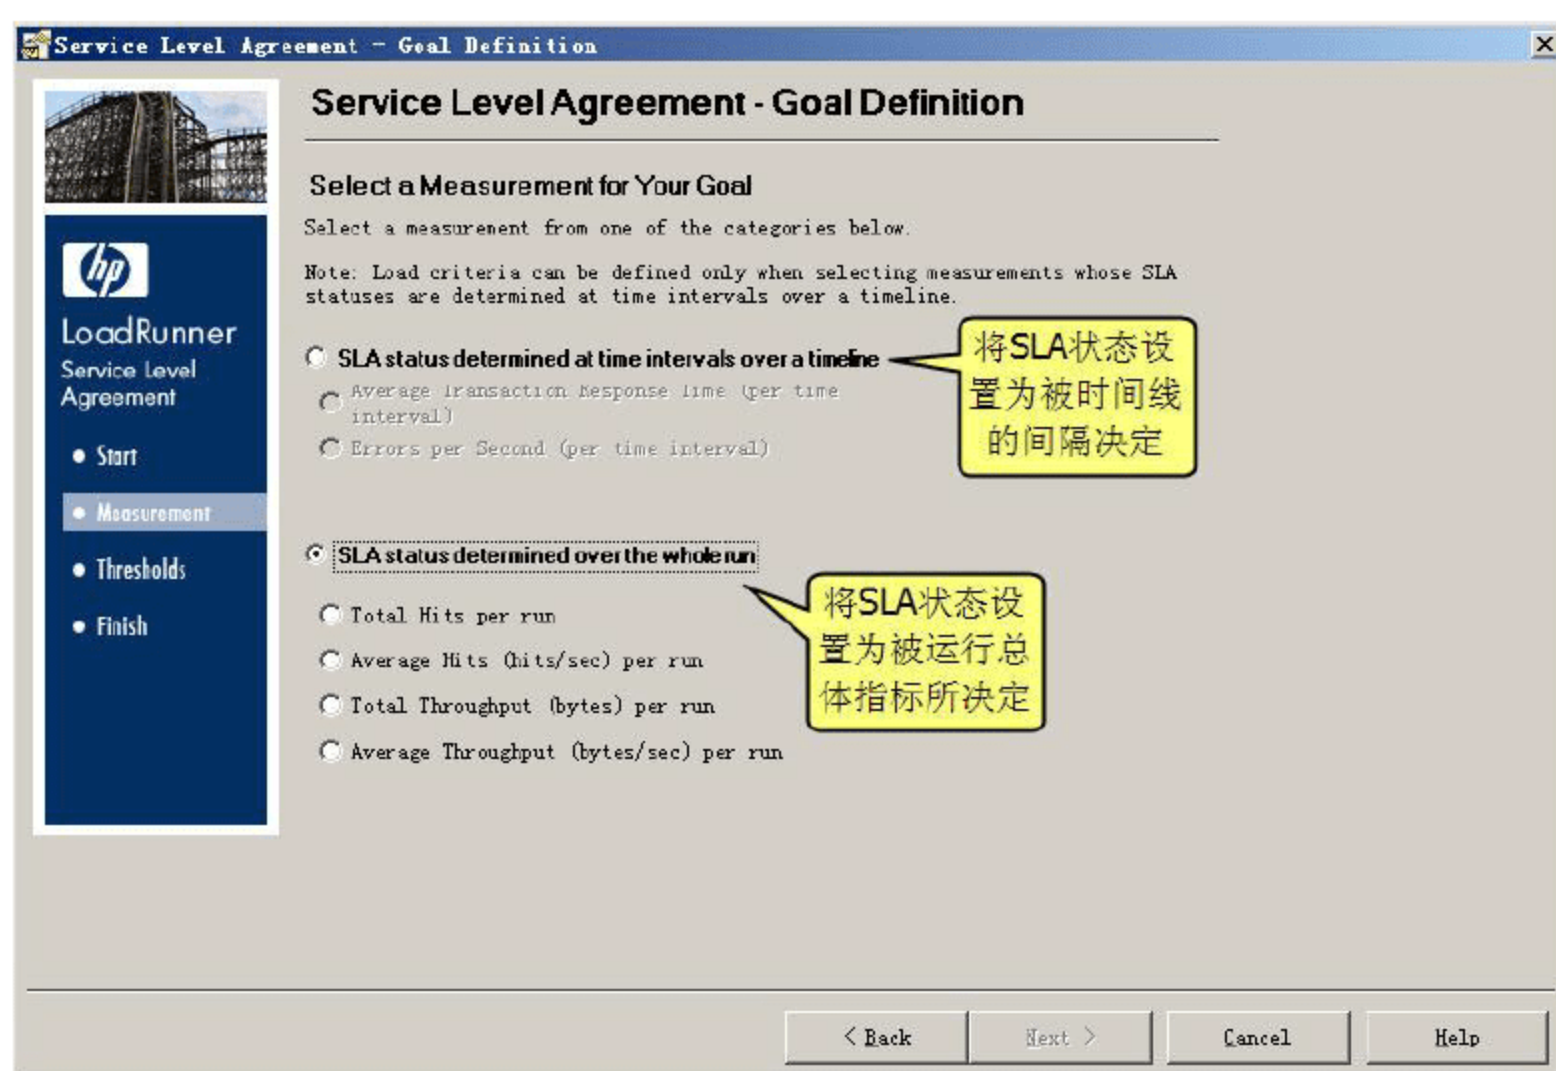 Service Level Agreement - Goal Definition
Service Level Agreement - Goal Definition
Select a Measurement for Your Goal
Select a measurement from one of the categories below.
Note: Load criteria can be defined only when selecting measurements whose SLA
statuses are determined at time intervals over a timeline.
hp
LoadRunner
Service Level
Agreement
Start
Measurement
Thresholds
Finish
SLA status determined at time intervals over a timeline
Average Transaction Response Time (per time
interval)
Errors per Second (per time interval)
将SLA状态设
置为被时间线
的间隔决定
SLA status determined over the whole run
Total Hits per run
Average Hits (hits/sec) per run
Total Throughput (bytes) per run
Average Throughput (bytes/sec) per run
将SLA状态设
置为被运行总
体指标所决定
< Back
Next >
Cancel
Help